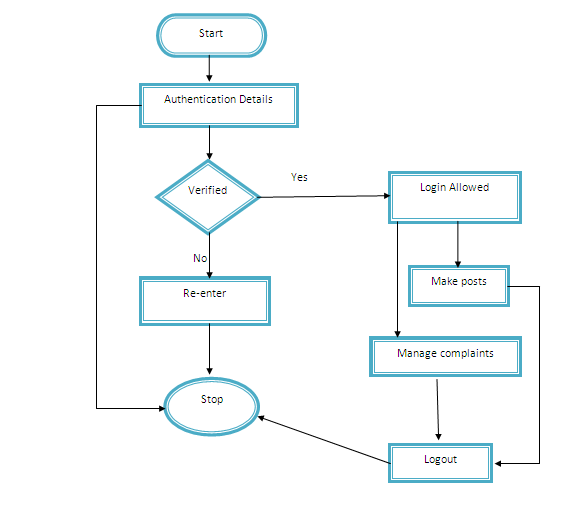 Start
Authentication Details
Verified
Yes
Login Allowed
No
Make posts
Re-enter
Manage complaints
Stop
Logout